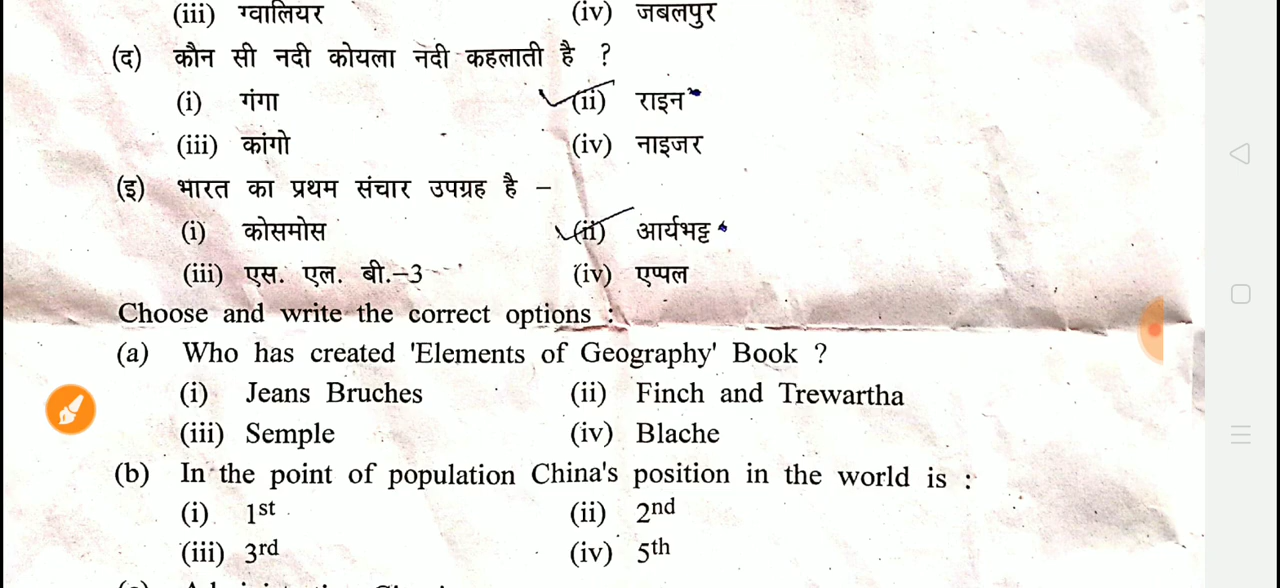 (iii) ग्वालियर (iv) जबलपुर
(द) कौन सी नदी कोयला नदी कहलाती है ?
(i) गंगा (ii) राइन
(iii) कांगो (iv) नाइजर
(इ) भारत का प्रथम संचार उपग्रह है –
(i) कोसमोस (ii) आर्यभट्ट
(iii) एस. एल. बी.–3 (iv) एप्पल
Choose and write the correct options :
(a) Who has created 'Elements of Geography' Book ?
(i) Jeans Bruches (ii) Finch and Trewartha
(iii) Semple (iv) Blache
(b) In the point of population China's position in the world is :
(i) 1st (ii) 2nd
(iii) 3rd (iv) 5th